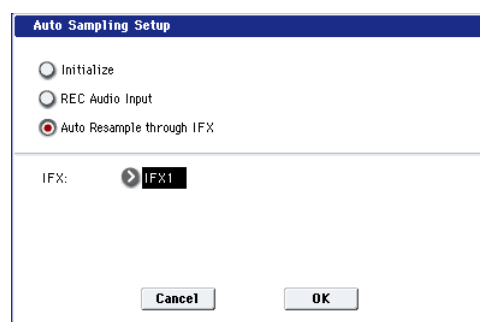 Auto Sampling Setup
Initialize
REC Audio Input
Auto Resample through IFX
IFX: IFX1
Cancel OK